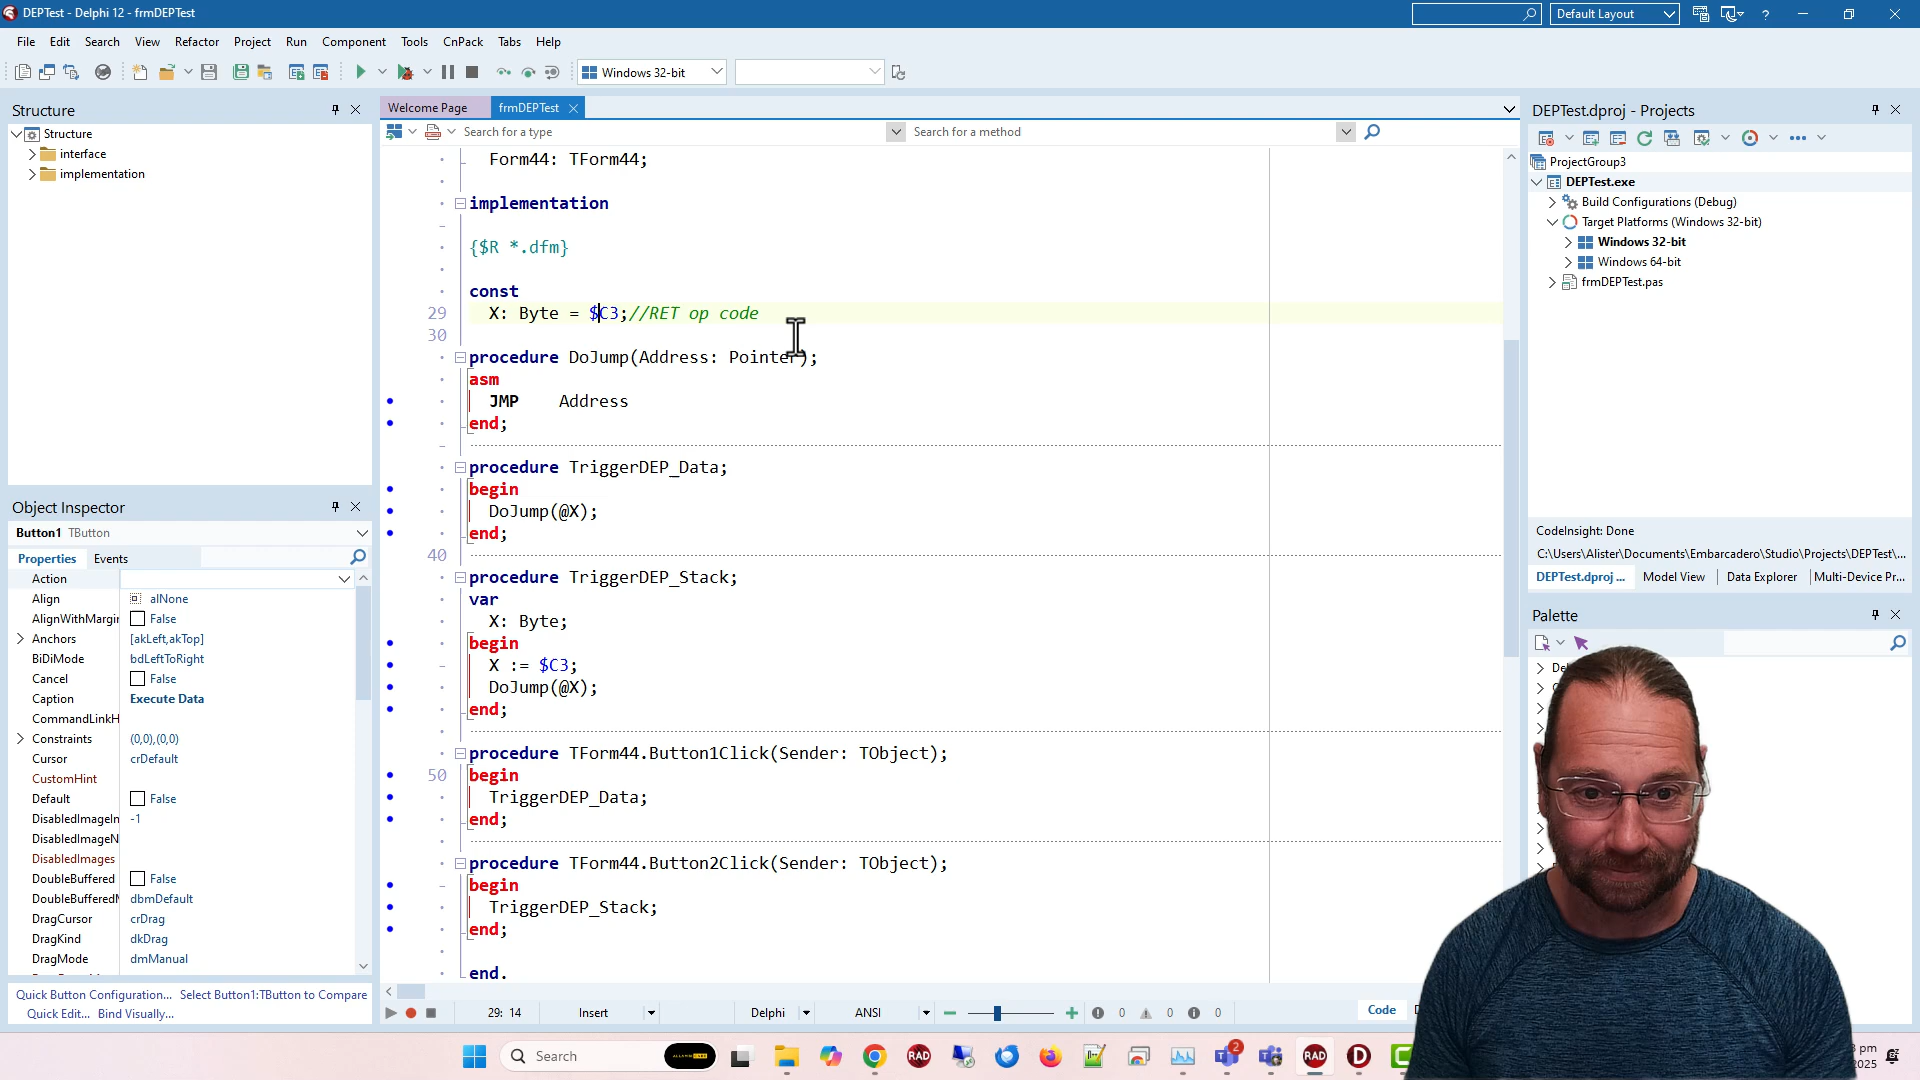 DEPTest - Delphi 12 - frmDEPTest
Default Layout
?
File Edit Search View Refactor Project Run Component Tools CnPack Tabs Help
Windows 32-bit
Structure
Structure
interface
implementation
Object Inspector
Button1 TButton
Properties Events
Action
Align alNone
AlignWithMargi False
Anchors [akLeft,akTop]
BiDiMode bdLeftToRight
Cancel False
Caption Execute Data
CommandLinkH
Constraints (0,0),(0,0)
Cursor crDefault
CustomHint
Default False
DisabledImageIn -1
DisabledImageN
DisabledImages
DoubleBuffered False
DoubleBufferedM dbmDefault
DragCursor crDrag
DragKind dkDrag
DragMode dmManual
Quick Button Configuration... Select Button1:TButton to Compare
Quick Edit... Bind Visually...
Welcome Page frmDEPTest
Search for a type Search for a method
Form44: TForm44;
implementation
{$R *.dfm}
const
29 X: Byte = $C3;//RET op code
30
procedure DoJump(Address: Pointer);
asm
JMP Address
end;
procedure TriggerDEP_Data;
begin
DoJump(@X);
end;
40
procedure TriggerDEP_Stack;
var
X: Byte;
begin
X := $C3;
DoJump(@X);
end;
procedure TForm44.Button1Click(Sender: TObject);
50 begin
TriggerDEP_Data;
end;
procedure TForm44.Button2Click(Sender: TObject);
begin
TriggerDEP_Stack;
end;
end.
29: 14 Insert Delphi ANSI 0 0 0 Code
DEPTest.dproj - Projects
ProjectGroup3
DEPTest.exe
Build Configurations (Debug)
Target Platforms (Windows 32-bit)
Windows 32-bit
Windows 64-bit
frmDEPTest.pas
CodeInsight: Done
C:\Users\Alister\Documents\Embarcadero\Studio\Projects\DEPTest\...
DEPTest.dproj ... Model View Data Explorer Multi-Device Pr...
Palette
De
Search
RAD
2
RAD
D
3 pm
2025